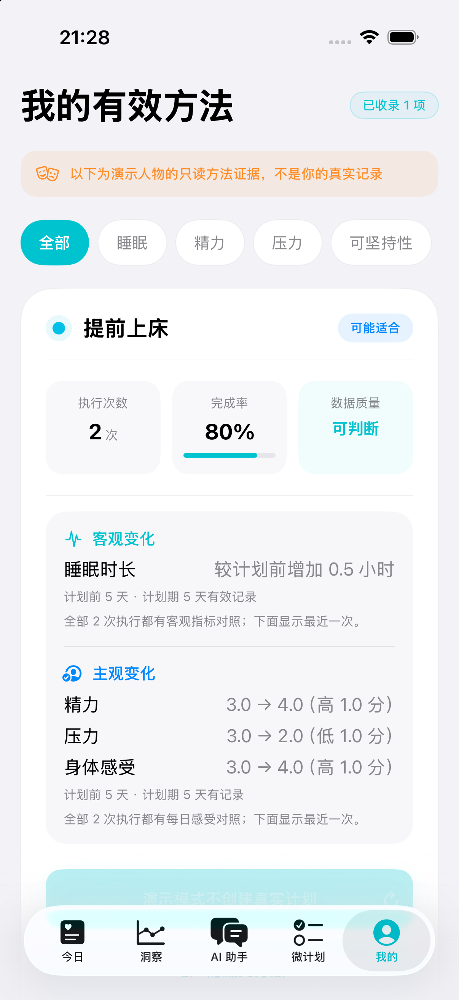 21:28
我的有效方法
已收录 1 项
以下为演示人物的只读方法证据，不是你的真实记录
全部
睡眠
精力
压力
可坚持性
提前上床
可能适合
执行次数
2 次
完成率
80%
数据质量
可判断
客观变化
睡眠时长
较计划前增加 0.5 小时
计划前 5 天 · 计划期 5 天有效记录
全部 2 次执行都有客观指标对照；下面显示最近一次。
主观变化
精力
3.0 → 4.0（高 1.0 分）
压力
3.0 → 2.0（低 1.0 分）
身体感受
3.0 → 4.0（高 1.0 分）
计划前 5 天 · 计划期 5 天有记录
全部 2 次执行都有每日感受对照；下面显示最近一次。
演示模式不创建真实计划
今日
洞察
AI 助手
微计划
我的